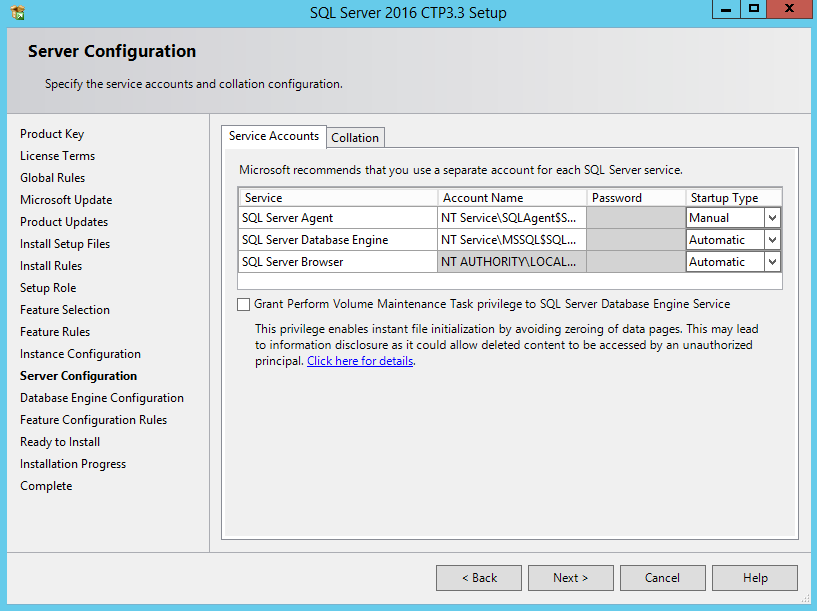 SQL Server 2016 CTP3.3 Setup
Server Configuration
Specify the service accounts and collation configuration.
Product Key
License Terms
Global Rules
Microsoft Update
Product Updates
Install Setup Files
Install Rules
Setup Role
Feature Selection
Feature Rules
Instance Configuration
Server Configuration
Database Engine Configuration
Feature Configuration Rules
Ready to Install
Installation Progress
Complete
Service Accounts Collation
Microsoft recommends that you use a separate account for each SQL Server service.
Service Account Name Password Startup Type
SQL Server Agent NT Service\SQLAgent$S... Manual
SQL Server Database Engine NT Service\MSSQL$SQL... Automatic
SQL Server Browser NT AUTHORITY\LOCAL... Automatic
Grant Perform Volume Maintenance Task privilege to SQL Server Database Engine Service
This privilege enables instant file initialization by avoiding zeroing of data pages. This may lead
to information disclosure as it could allow deleted content to be accessed by an unauthorized
principal. Click here for details.
< Back Next > Cancel Help